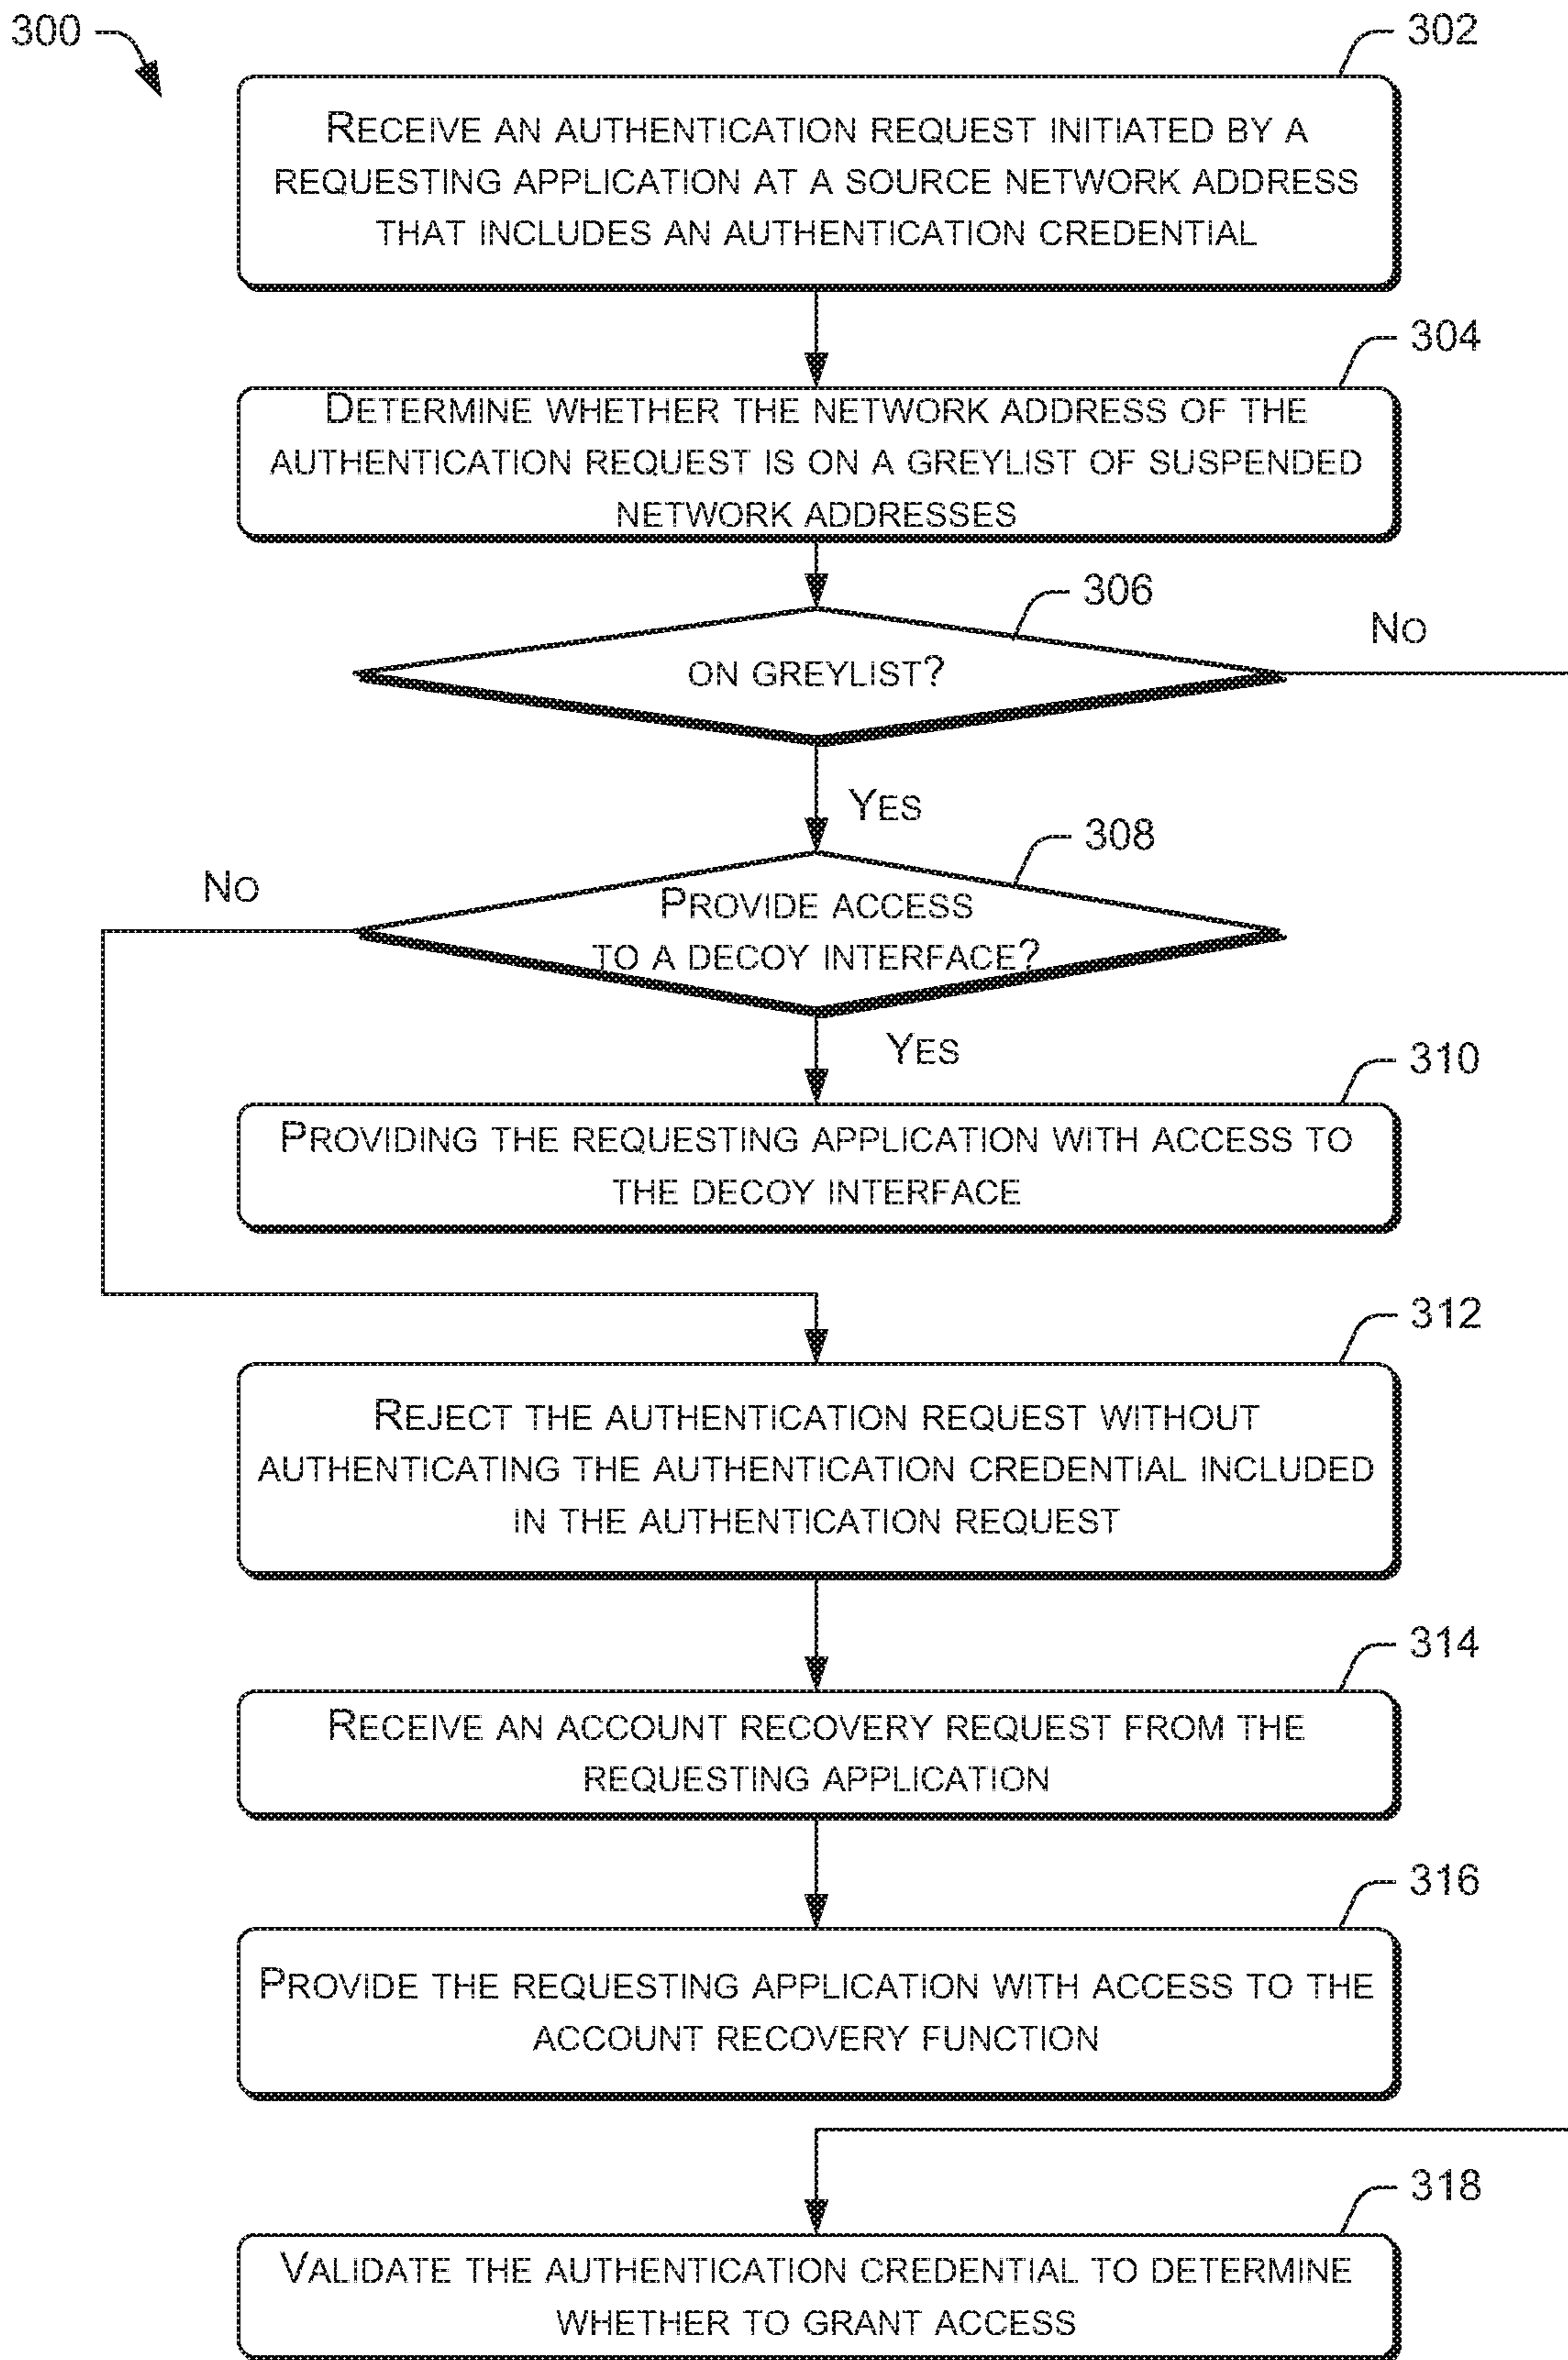 300
302
RECEIVE AN AUTHENTICATION REQUEST INITIATED BY A
REQUESTING APPLICATION AT A SOURCE NETWORK ADDRESS
THAT INCLUDES AN AUTHENTICATION CREDENTIAL
304
DETERMINE WHETHER THE NETWORK ADDRESS OF THE
AUTHENTICATION REQUEST IS ON A GREYLIST OF SUSPENDED
NETWORK ADDRESSES
306
NO
ON GREYLIST?
YES
308
NO
PROVIDE ACCESS
TO A DECOY INTERFACE?
YES
310
PROVIDING THE REQUESTING APPLICATION WITH ACCESS TO
THE DECOY INTERFACE
312
REJECT THE AUTHENTICATION REQUEST WITHOUT
AUTHENTICATING THE AUTHENTICATION CREDENTIAL INCLUDED
IN THE AUTHENTICATION REQUEST
314
RECEIVE AN ACCOUNT RECOVERY REQUEST FROM THE
REQUESTING APPLICATION
316
PROVIDE THE REQUESTING APPLICATION WITH ACCESS TO THE
ACCOUNT RECOVERY FUNCTION
318
VALIDATE THE AUTHENTICATION CREDENTIAL TO DETERMINE
WHETHER TO GRANT ACCESS